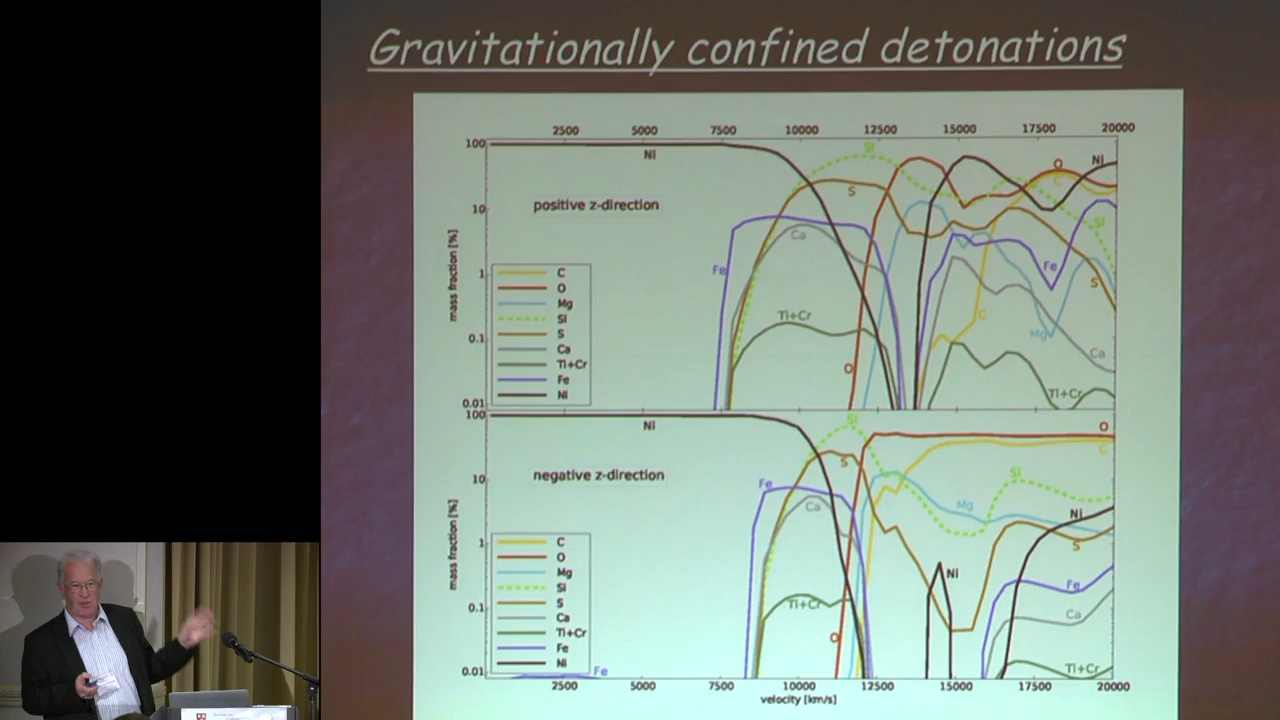 Gravitationally confined detonations
2500 5000 7500 10000 12500 15000 17500 20000
100
10
1
0.1
0.01
mass fraction [%]
positive z-direction
Ni
Si
S
O
C
Ni
Ca
Fe
Si
Fe
S
C
Mg
Ti+Cr
O
Ca
Ti+Cr
C
O
Mg
Si
S
Ca
Ti+Cr
Fe
Ni
100
10
1
0.1
0.01
mass fraction [%]
negative z-direction
Ni
Si
O
C
S
Fe
Ca
Si
Mg
Ni
S
Ni
Fe
Ti+Cr
Ca
O
Ti+Cr
Fe
C
O
Mg
Si
S
Ca
Ti+Cr
Fe
Ni
2500 5000 7500 10000 12500 15000 17500 20000
velocity [km/s]